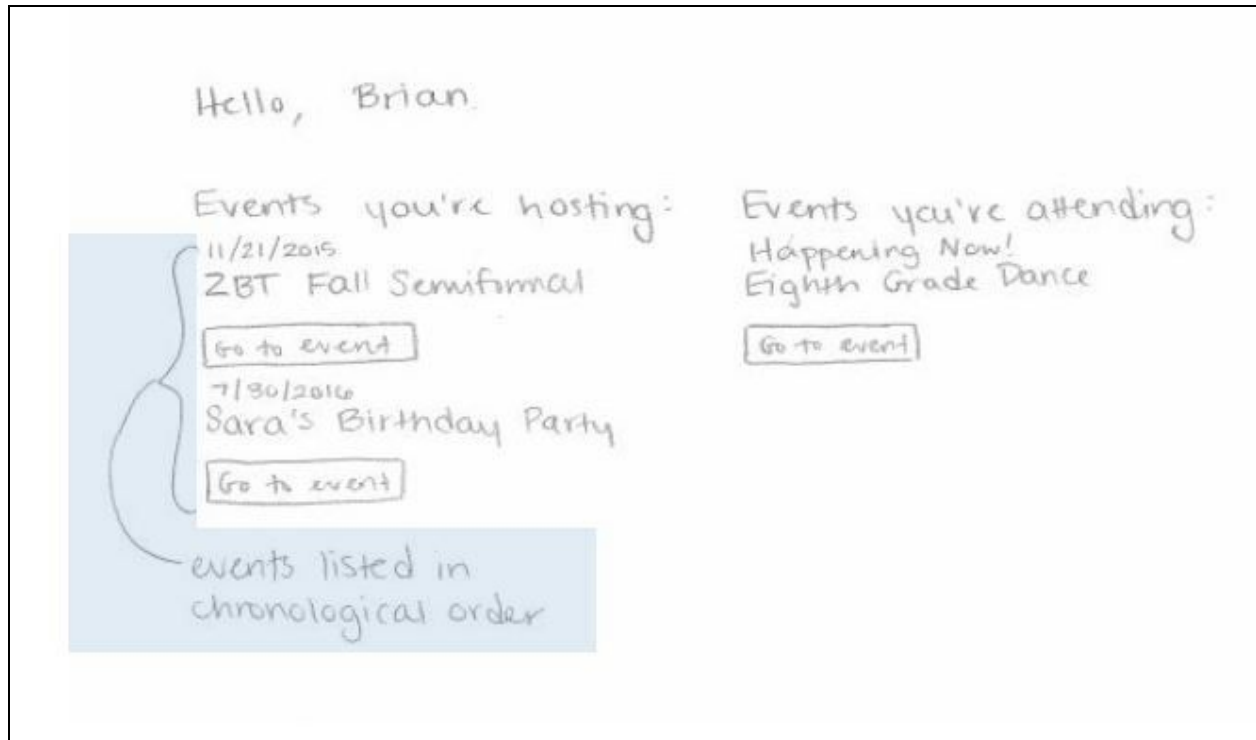 Hello, Brian.
Events you're hosting:
11/21/2015
ZBT Fall Semiformal
Go to event
7/30/2016
Sara's Birthday Party
Go to event
events listed in
chronological order
Events you're attending:
Happening Now!
Eighth Grade Dance
Go to event